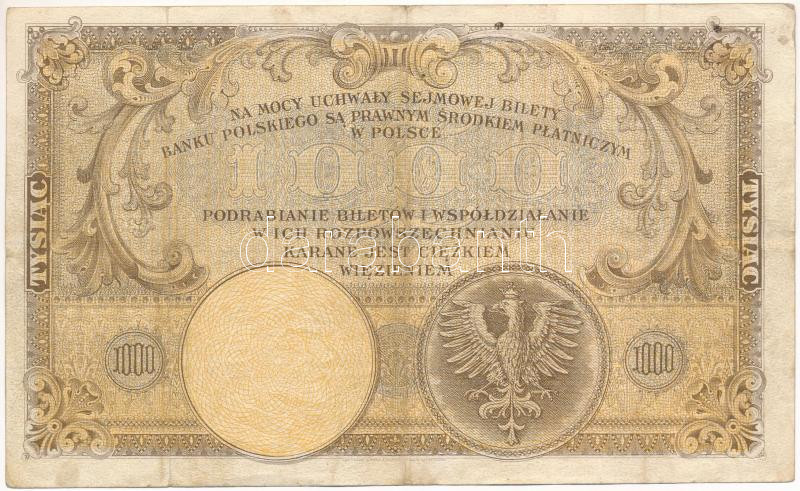 NA MOCY UCHWAŁY SEJMOWEJ BILETY
BANKU POLSKIEGO SĄ PRAWNYM ŚRODKIEM PŁATNICZYM
W POLSCE
1000
PODRABIANIE BILETÓW I WSPÓŁDZIAŁANIE
W ICH ROZPOWSZECHNIANIU
KARANE JEST CIĘŻKIEM
WIĘZIENIEM
TYSIĄC
TYSIĄC
1000
1000
darabanth